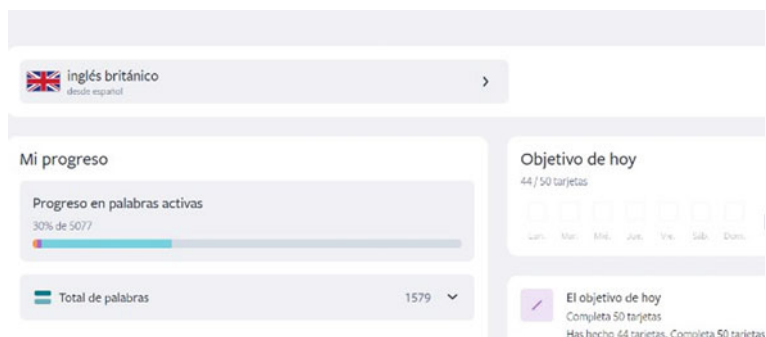 inglés británico
desde español
Mi progreso
Progreso en palabras activas
30% de 5077
Total de palabras 1579
Objetivo de hoy
44 / 50 tarjetas
Lun. Mar. Mié. Jue. Vie. Sáb. Dom.
El objetivo de hoy
Completa 50 tarjetas
Has hecho 44 tarjetas. Completa 50 tarjetas